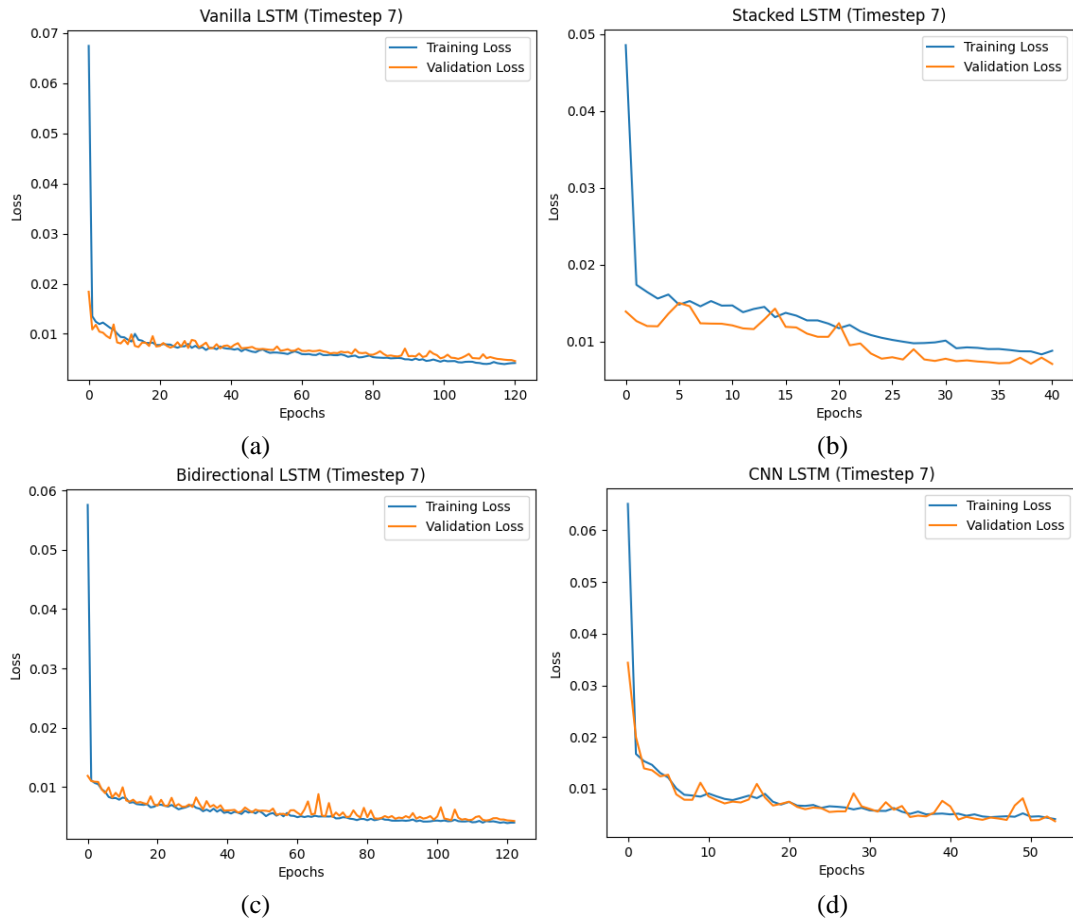 Vanilla LSTM (Timestep 7)
0.07
0.06
0.05
0.04
0.03
0.02
0.01
Loss
Training Loss
Validation Loss
0 20 40 60 80 100 120
Epochs
(a)
Stacked LSTM (Timestep 7)
0.05
0.04
0.03
0.02
0.01
Loss
Training Loss
Validation Loss
0 5 10 15 20 25 30 35 40
Epochs
(b)
Bidirectional LSTM (Timestep 7)
0.06
0.05
0.04
0.03
0.02
0.01
Loss
Training Loss
Validation Loss
0 20 40 60 80 100 120
Epochs
(c)
CNN LSTM (Timestep 7)
0.06
0.05
0.04
0.03
0.02
0.01
Loss
Training Loss
Validation Loss
0 10 20 30 40 50
Epochs
(d)